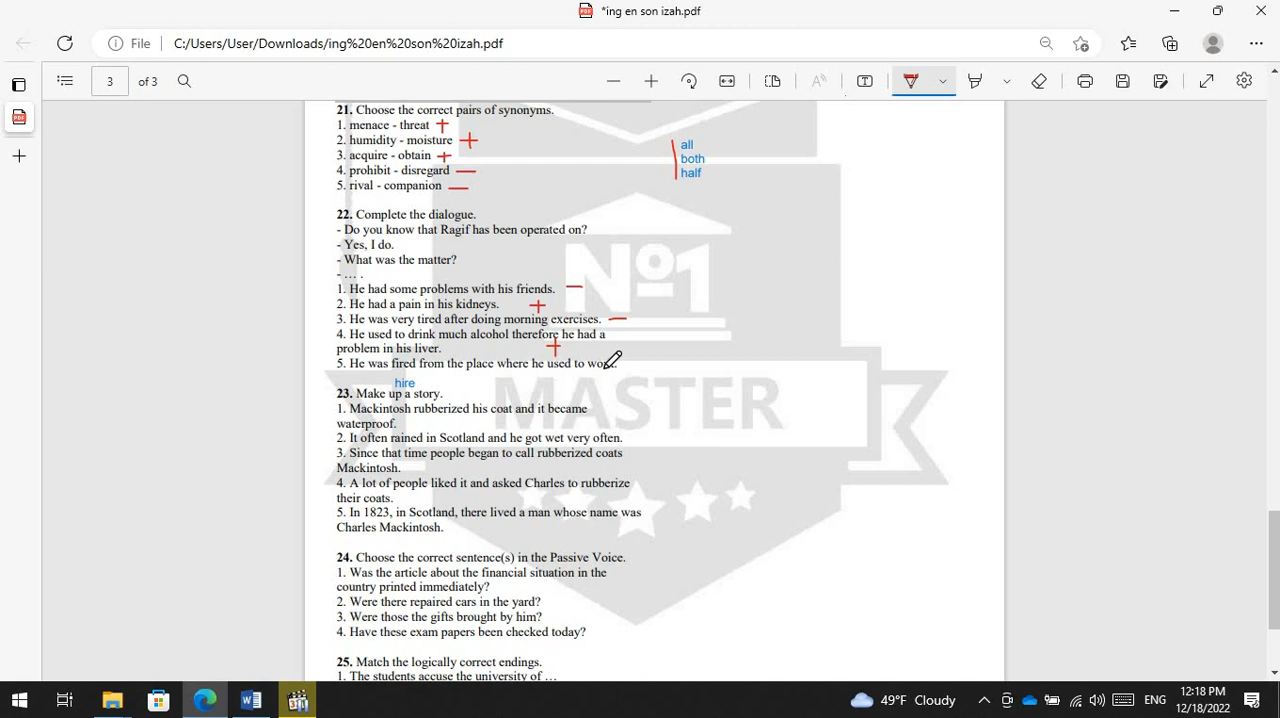 *ing en son izah.pdf
File
C:/Users/User/Downloads/ing%20en%20son%20izah.pdf
3 of 3
21. Choose the correct pairs of synonyms.
1. menace - threat +
2. humidity - moisture +
3. acquire - obtain +
4. prohibit - disregard —
5. rival - companion —
all
both
half
22. Complete the dialogue.
- Do you know that Ragif has been operated on?
- Yes, I do.
- What was the matter?
- … .
1. He had some problems with his friends. —
2. He had a pain in his kidneys. +
3. He was very tired after doing morning exercises. —
4. He used to drink much alcohol therefore he had a
problem in his liver. +
5. He was fired from the place where he used to
hire
23. Make up a story.
1. Mackintosh rubberized his coat and it became
waterproof.
2. It often rained in Scotland and he got wet very often.
3. Since that time people began to call rubberized coats
Mackintosh.
4. A lot of people liked it and asked Charles to rubberize
their coats.
5. In 1823, in Scotland, there lived a man whose name was
Charles Mackintosh.
24. Choose the correct sentence(s) in the Passive Voice.
1. Was the article about the financial situation in the
country printed immediately?
2. Were there repaired cars in the yard?
3. Were those the gifts brought by him?
4. Have these exam papers been checked today?
25. Match the logically correct endings.
1. The students accuse the university of …
№1
MASTER
49°F Cloudy
ENG
12:18 PM
12/18/2022